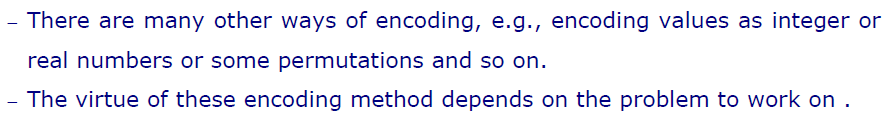 – There are many other ways of encoding, e.g., encoding values as integer or
real numbers or some permutations and so on.
– The virtue of these encoding method depends on the problem to work on .